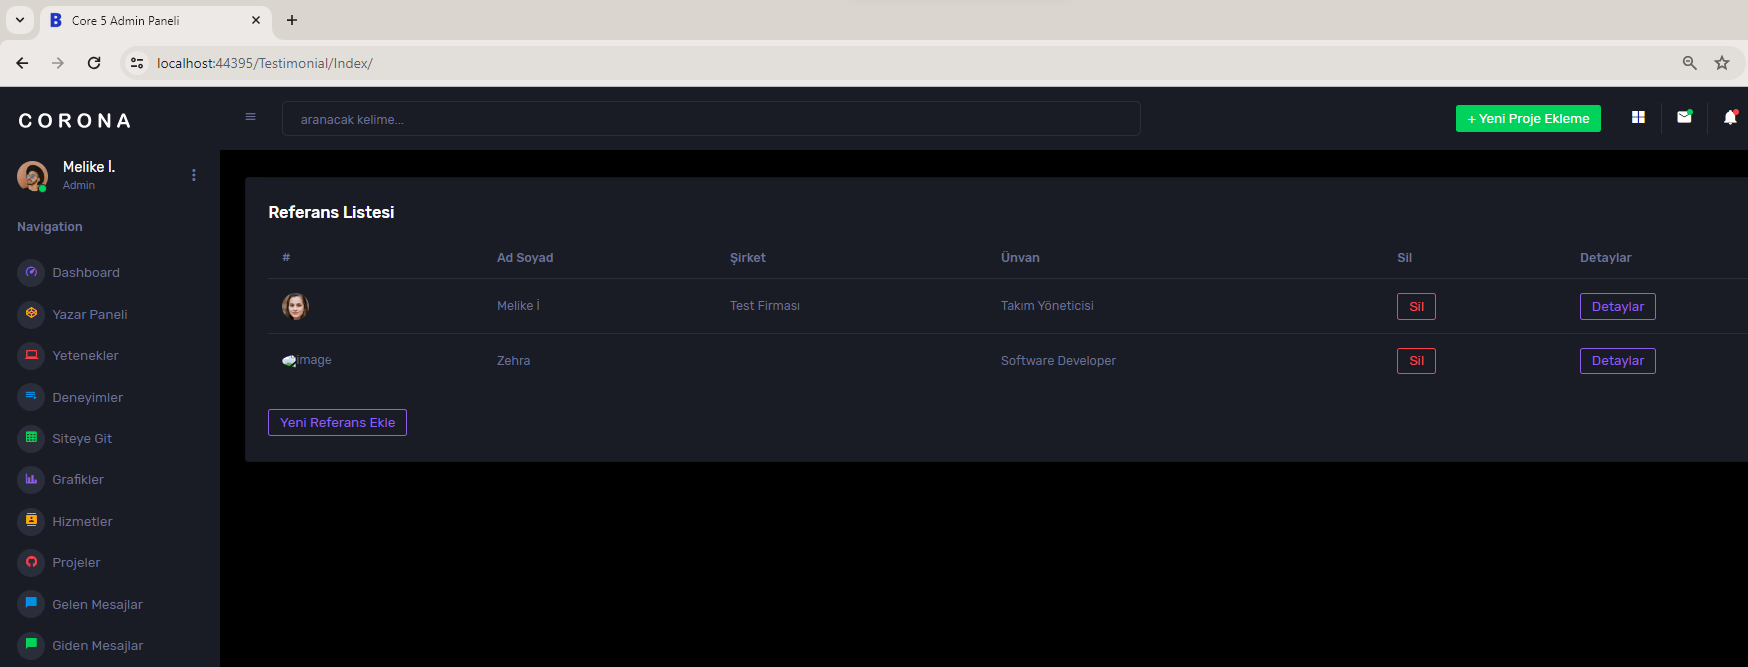 Core 5 Admin Paneli
localhost:44395/Testimonial/Index/
CORONA
aranacak kelime...
+ Yeni Proje Ekleme
Melike İ.
Admin
Navigation
Dashboard
Yazar Paneli
Yetenekler
Deneyimler
Siteye Git
Grafikler
Hizmetler
Projeler
Gelen Mesajlar
Giden Mesajlar
Referans Listesi
# Ad Soyad Şirket Ünvan Sil Detaylar
Melike İ Test Firması Takım Yöneticisi Sil Detaylar
image Zehra Software Developer Sil Detaylar
Yeni Referans Ekle